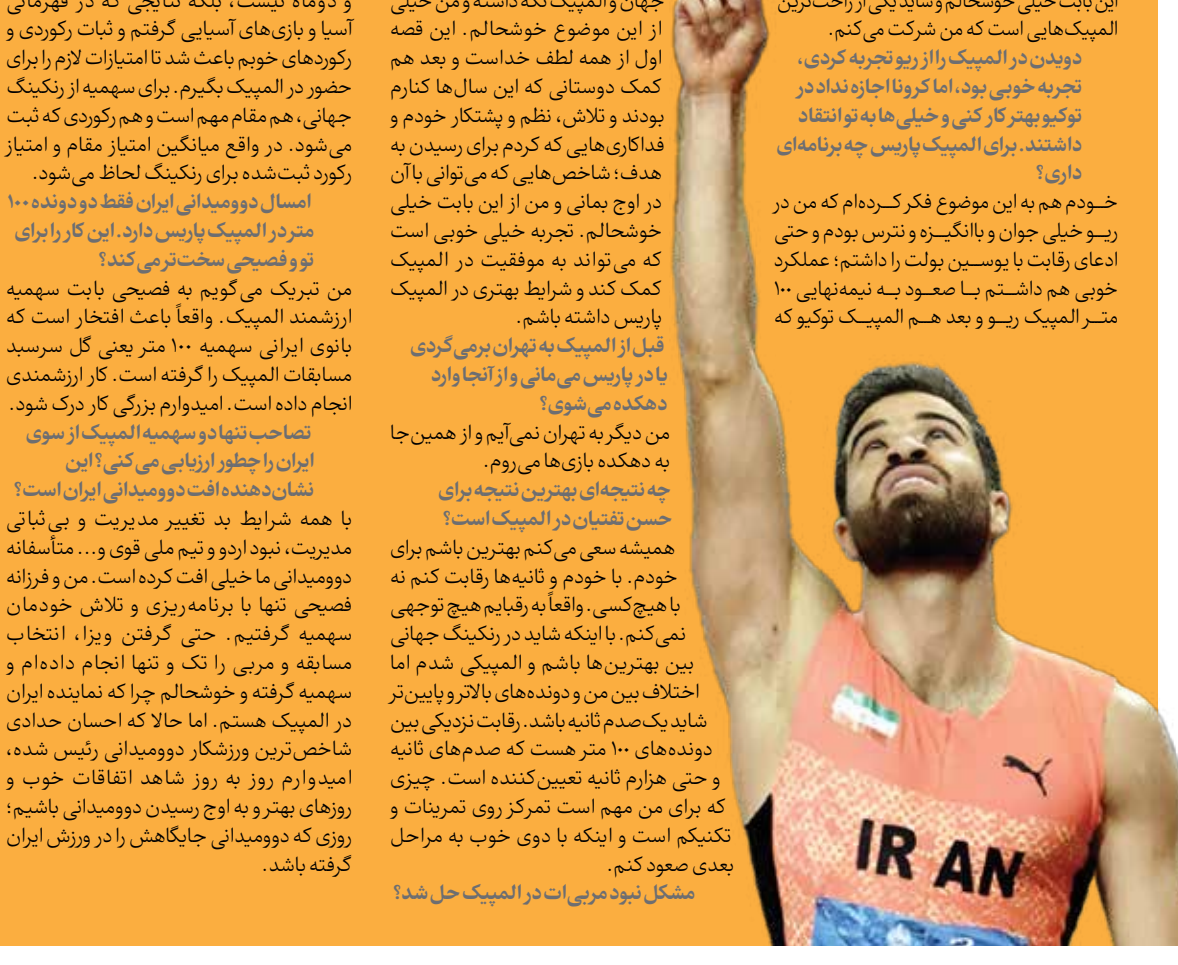 این بابت خیلی خوشحالم و شاید یکی از راحت‌ترین
المپیک‌هایی است که من شرکت می‌کنم.
دویدن در المپیک را از ریو تجربه کردی،
تجربه خوبی بود، اما کرونا اجازه نداد در
توکیو بهتر کار کنی و خیلی‌ها به تو انتقاد
داشتند. برای المپیک پاریس چه برنامه‌ای
داری؟
خودم هم به این موضوع فکر کرده‌ام که من در
ریو خیلی جوان و باانگیزه و نترس بودم و حتی
ادعای رقابت با یوسین بولت را داشتم؛ عملکرد
خوبی هم داشتم با صعود به نیمه‌نهایی ۱۰۰
متر المپیک ریو و بعد هم المپیک توکیو که
جهان و المپیک نگه داشته و من خیلی
از این موضوع خوشحالم. این قصه
اول از همه لطف خداست و بعد هم
کمک دوستانی که این سال‌ها کنارم
بودند و تلاش، نظم و پشتکار خودم و
فداکاری‌هایی که کردم برای رسیدن به
هدف؛ شاخص‌هایی که می‌توانی با آن
در اوج بمانی و من از این بابت خیلی
خوشحالم. تجربه خیلی خوبی است
که می‌تواند به موفقیت در المپیک
کمک کند و شرایط بهتری در المپیک
پاریس داشته باشم.
قبل از المپیک به تهران برمی‌گردی
یا در پاریس می‌مانی و از آنجا وارد
دهکده می‌شوی؟
من دیگر به تهران نمی‌آیم و از همین‌جا
به دهکده بازی‌ها می‌روم.
چه نتیجه‌ای بهترین نتیجه برای
حسن تفتیان در المپیک است؟
همیشه سعی می‌کنم بهترین باشم برای
خودم. با خودم و ثانیه‌ها رقابت کنم نه
با هیچ‌کسی. واقعاً به رقبایم هیچ توجهی
نمی‌کنم. با اینکه شاید در رنکینگ جهانی
بین بهترین‌ها باشم و المپیکی شدم اما
اختلاف بین من و دونده‌های بالاتر و پایین‌تر
شاید یک‌صدم ثانیه باشد. رقابت نزدیکی بین
دونده‌های ۱۰۰ متر هست که صدم‌های ثانیه
و حتی هزارم ثانیه تعیین‌کننده است. چیزی
که برای من مهم است تمرکز روی تمرینات و
تکنیکم است و اینکه با دوی خوب به مراحل
بعدی صعود کنم.
مشکل نبود مربی‌ات در المپیک حل شد؟
و دوماه نیست، بلکه نتایجی که در قهرمانی
آسیا و بازی‌های آسیایی گرفتم و ثبات رکوردی و
رکوردهای خوبم باعث شد تا امتیازات لازم را برای
حضور در المپیک بگیرم. برای سهمیه از رنکینگ
جهانی، هم مقام مهم است و هم رکوردی که ثبت
می‌شود. در واقع میانگین امتیاز مقام و امتیاز
رکورد ثبت‌شده برای رنکینگ لحاظ می‌شود.
امسال دوومیدانی ایران فقط دو دونده ۱۰۰
متر در المپیک پاریس دارد. این کار را برای
تو و فصیحی سخت‌تر می‌کند؟
من تبریک می‌گویم به فصیحی بابت سهمیه
ارزشمند المپیک. واقعاً باعث افتخار است که
بانوی ایرانی سهمیه ۱۰۰ متر یعنی گل سرسبد
مسابقات المپیک را گرفته است. کار ارزشمندی
انجام داده است. امیدوارم بزرگی کار درک شود.
تصاحب تنها دو سهمیه المپیک از سوی
ایران را چطور ارزیابی می‌کنی؟ این
نشان‌دهنده افت دوومیدانی ایران است؟
با همه شرایط بد تغییر مدیریت و بی‌ثباتی
مدیریت، نبود اردو و تیم ملی قوی و... متأسفانه
دوومیدانی ما خیلی افت کرده است. من و فرزانه
فصیحی تنها با برنامه‌ریزی و تلاش خودمان
سهمیه گرفتیم. حتی گرفتن ویزا، انتخاب
مسابقه و مربی را تک و تنها انجام داده‌ام و
سهمیه گرفته و خوشحالم چرا که نماینده ایران
در المپیک هستم. اما حالا که احسان حدادی
شاخص‌ترین ورزشکار دوومیدانی رئیس شده،
امیدوارم روز به روز شاهد اتفاقات خوب و
روزهای بهتر و به اوج رسیدن دوومیدانی باشیم؛
روزی که دوومیدانی جایگاهش را در ورزش ایران
گرفته باشد.
IR AN